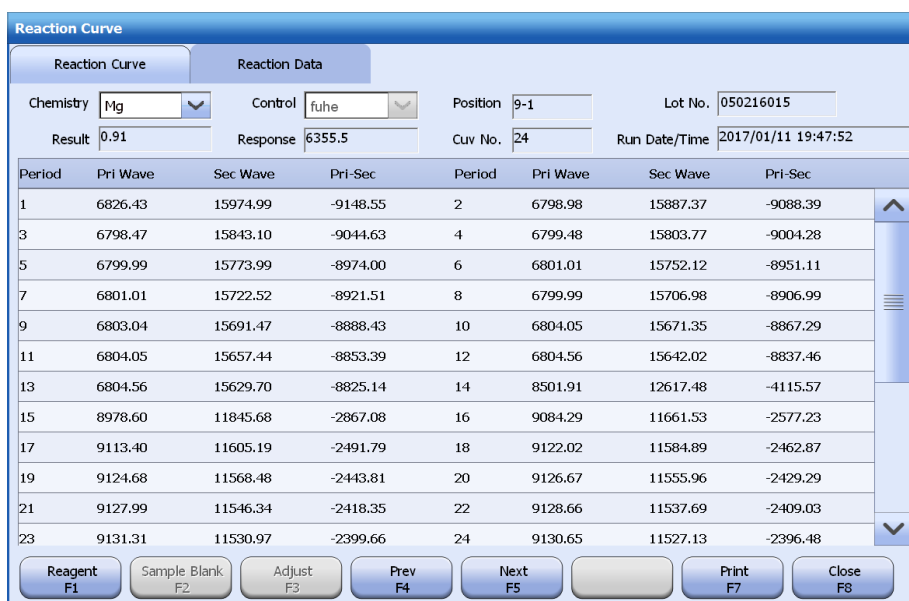 Reaction Curve
Reaction Curve Reaction Data
Chemistry Mg Control fuhe Position 9-1 Lot No. 050216015
Result 0.91 Response 6355.5 Cuv No. 24 Run Date/Time 2017/01/11 19:47:52
Period Pri Wave Sec Wave Pri-Sec Period Pri Wave Sec Wave Pri-Sec
1 6826.43 15974.99 -9148.55 2 6798.98 15887.37 -9088.39
3 6798.47 15843.10 -9044.63 4 6799.48 15803.77 -9004.28
5 6799.99 15773.99 -8974.00 6 6801.01 15752.12 -8951.11
7 6801.01 15722.52 -8921.51 8 6799.99 15706.98 -8906.99
9 6803.04 15691.47 -8888.43 10 6804.05 15671.35 -8867.29
11 6804.05 15657.44 -8853.39 12 6804.56 15642.02 -8837.46
13 6804.56 15629.70 -8825.14 14 8501.91 12617.48 -4115.57
15 8978.60 11845.68 -2867.08 16 9084.29 11661.53 -2577.23
17 9113.40 11605.19 -2491.79 18 9122.02 11584.89 -2462.87
19 9124.68 11568.48 -2443.81 20 9126.67 11555.96 -2429.29
21 9127.99 11546.34 -2418.35 22 9128.66 11537.69 -2409.03
23 9131.31 11530.97 -2399.66 24 9130.65 11527.13 -2396.48
Reagent Sample Blank Adjust Prev Next Print Close
F1 F2 F3 F4 F5 F7 F8